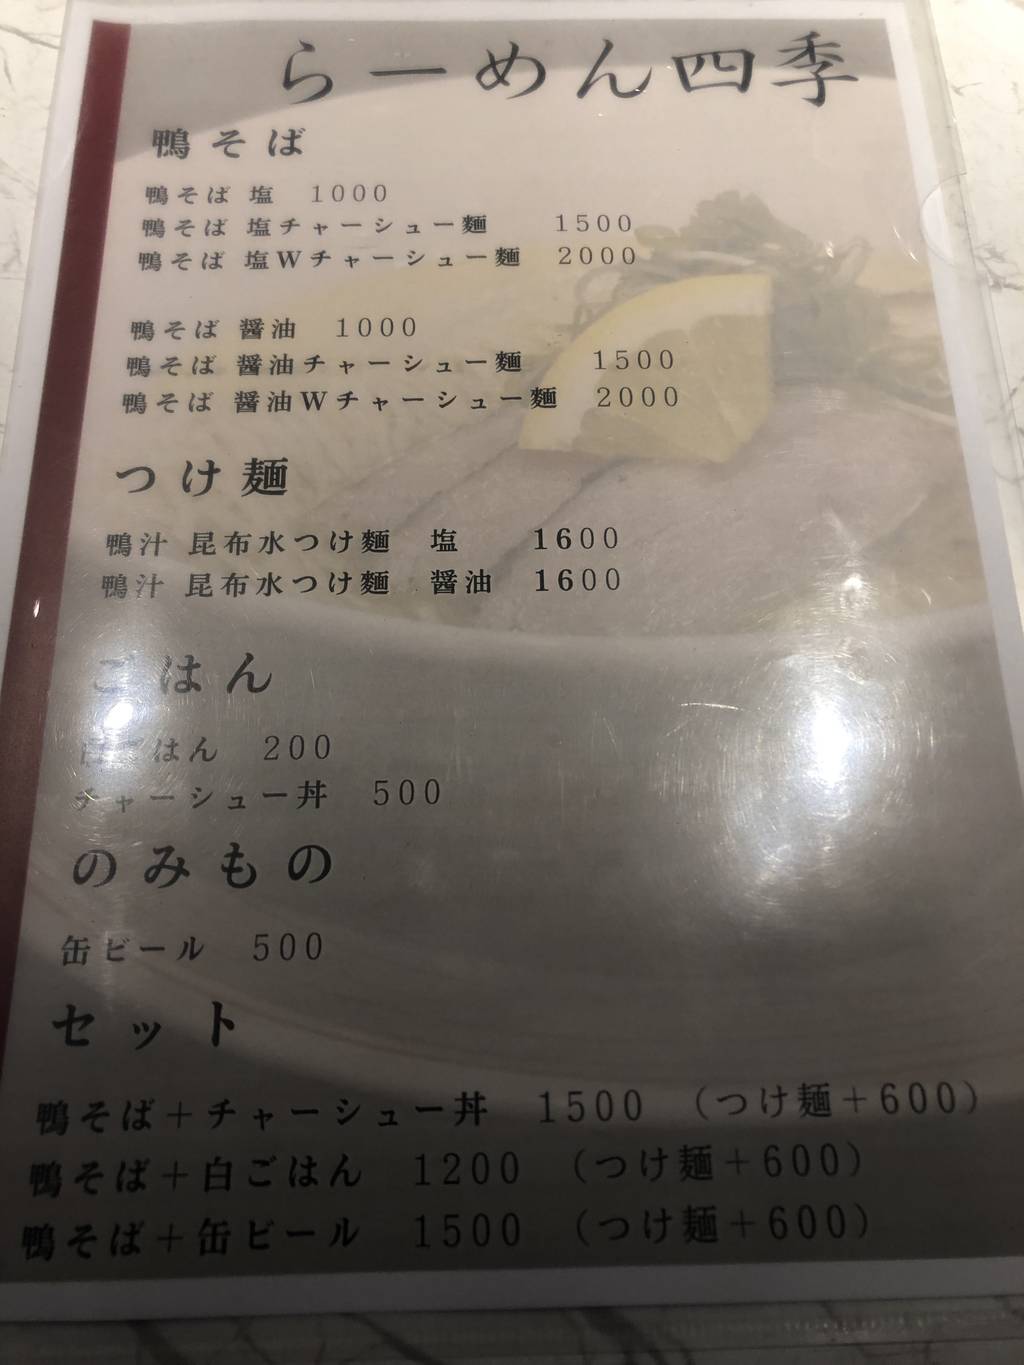 らーめん四季
鴨そば
鴨そば 塩 1000
鴨そば 塩チャーシュー麺 1500
鴨そば 塩Wチャーシュー麺 2000
鴨そば 醤油 1000
鴨そば 醤油チャーシュー麺 1500
鴨そば 醤油Wチャーシュー麺 2000
つけ麺
鴨汁 昆布水つけ麺 塩 1600
鴨汁 昆布水つけ麺 醤油 1600
ごはん
白ごはん 200
チャーシュー丼 500
のみもの
缶ビール 500
セット
鴨そば+チャーシュー丼 1500 (つけ麺+600)
鴨そば+白ごはん 1200 (つけ麺+600)
鴨そば+缶ビール 1500 (つけ麺+600)